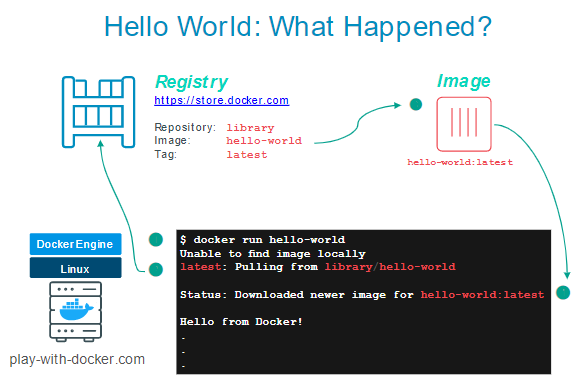 Hello World: What Happened?
Registry
https://store.docker.com
Repository: library
Image: hello-world
Tag: latest
Image
hello-world:latest
Docker Engine
Linux
play-with-docker.com
$ docker run hello-world
Unable to find image locally
latest: Pulling from library/hello-world
Status: Downloaded newer image for hello-world:latest
Hello from Docker!
.
.
.